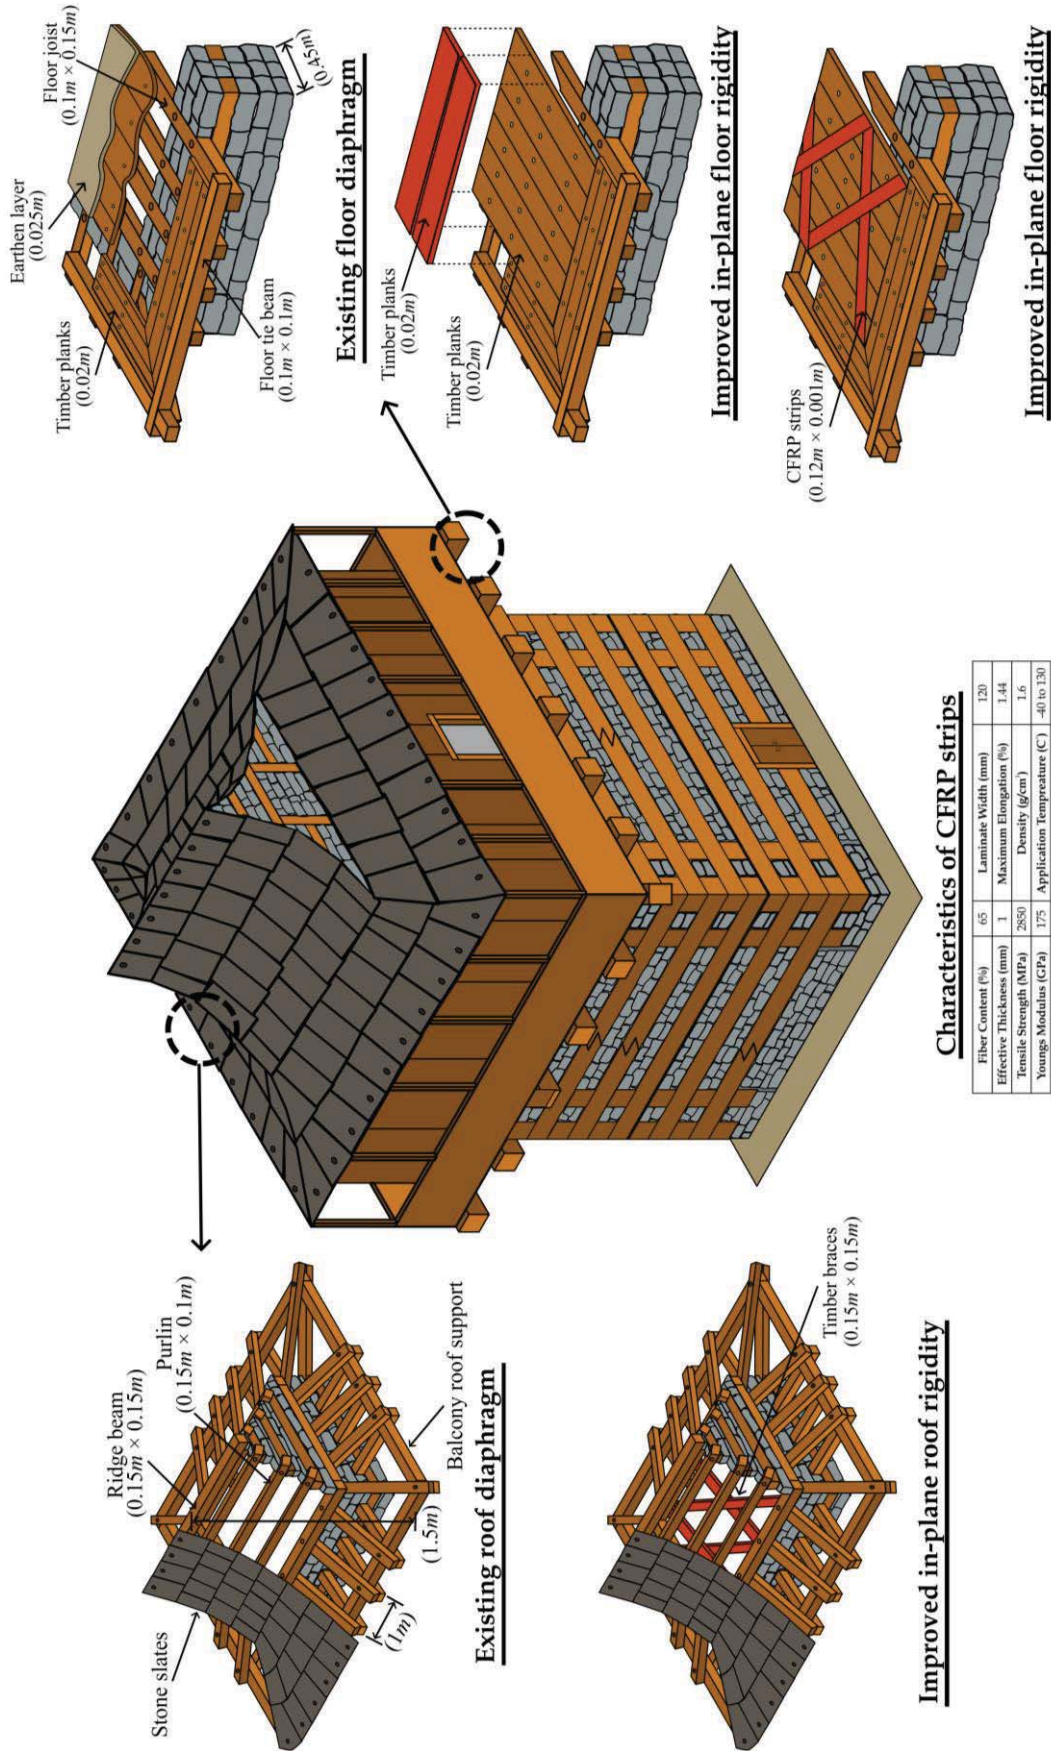 Stone slates
Ridge beam
(0.15m × 0.15m)
Purlin
(0.15m × 0.1m)
(1.5m)
(1m)
Balcony roof support
Existing roof diaphragm
Timber braces
(0.15m × 0.15m)
Improved in-plane roof rigidity
Characteristics of CFRP strips
Fiber Content (%) 65 Laminate Width (mm) 120
Effective Thickness (mm) 1 Maximum Elongation (%) 1.44
Tensile Strength (MPa) 2850 Density (g/cm³) 1.6
Youngs Modulus (GPa) 175 Application Tempreature (C°) -40 to 130
Earthen layer
(0.025m)
Floor joist
(0.1m × 0.15m)
Timber planks
(0.02m)
(0.45m)
Floor tie beam
(0.1m × 0.1m)
Existing floor diaphragm
Timber planks
(0.02m)
Timber planks
(0.02m)
Improved in-plane floor rigidity
CFRP strips
(0.12m × 0.001m)
Improved in-plane floor rigidity